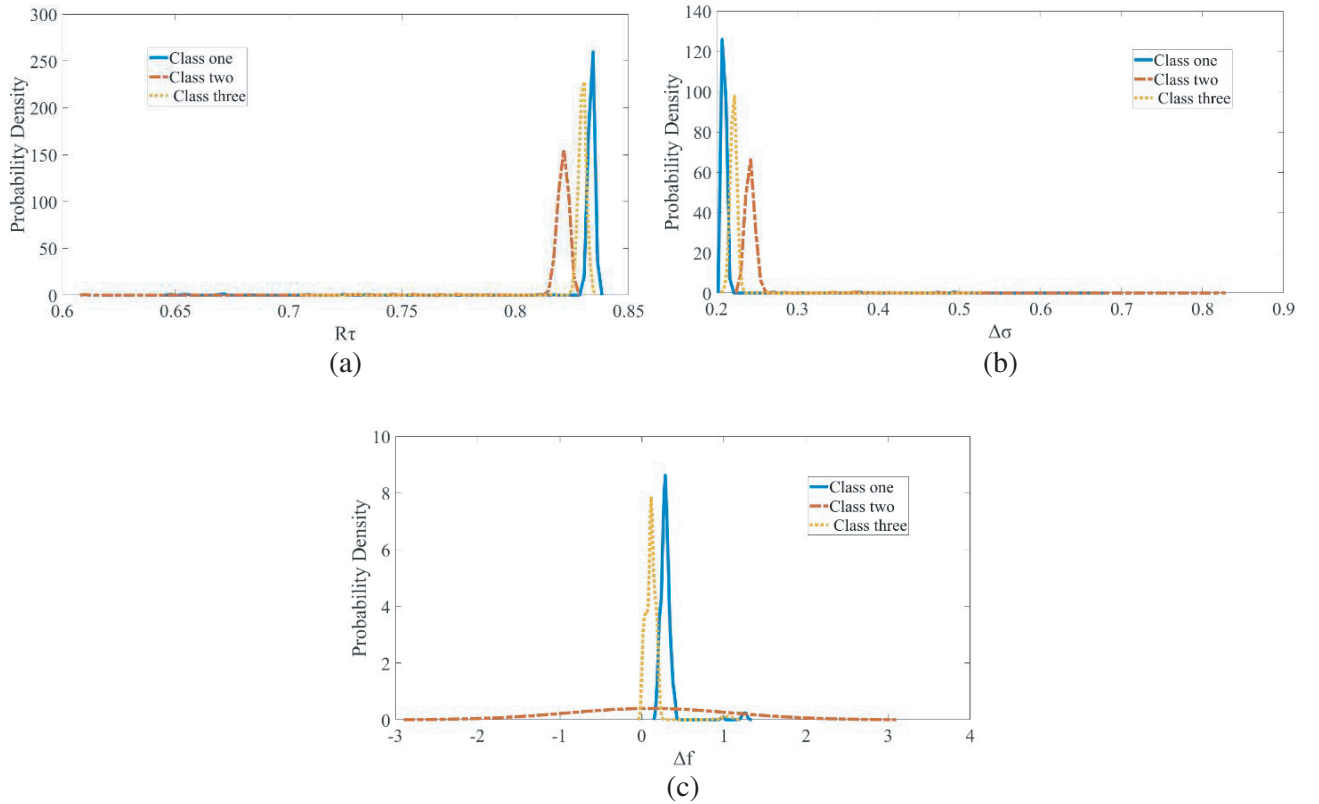 300
250
200
150
100
50
0
Probability Density
Class one
Class two
Class three
0.6 0.65 0.7 0.75 0.8 0.85
Rτ
(a)
140
120
100
80
60
40
20
0
Probability Density
Class one
Class two
Class three
0.2 0.3 0.4 0.5 0.6 0.7 0.8 0.9
Δσ
(b)
10
8
6
4
2
0
Probability Density
Class one
Class two
Class three
-3 -2 -1 0 1 2 3 4
Δf
(c)